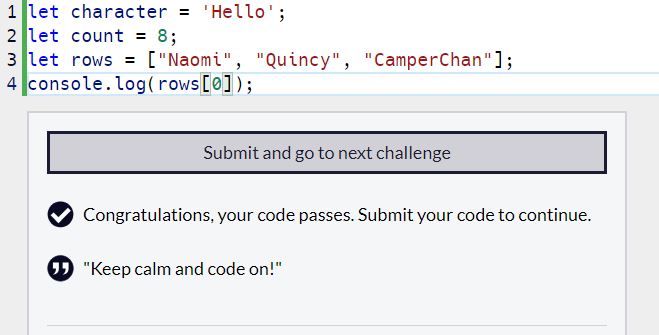 1 let character = 'Hello';
2 let count = 8;
3 let rows = ["Naomi", "Quincy", "CamperChan"];
4 console.log(rows[0]);
Submit and go to next challenge
Congratulations, your code passes. Submit your code to continue.
"Keep calm and code on!"